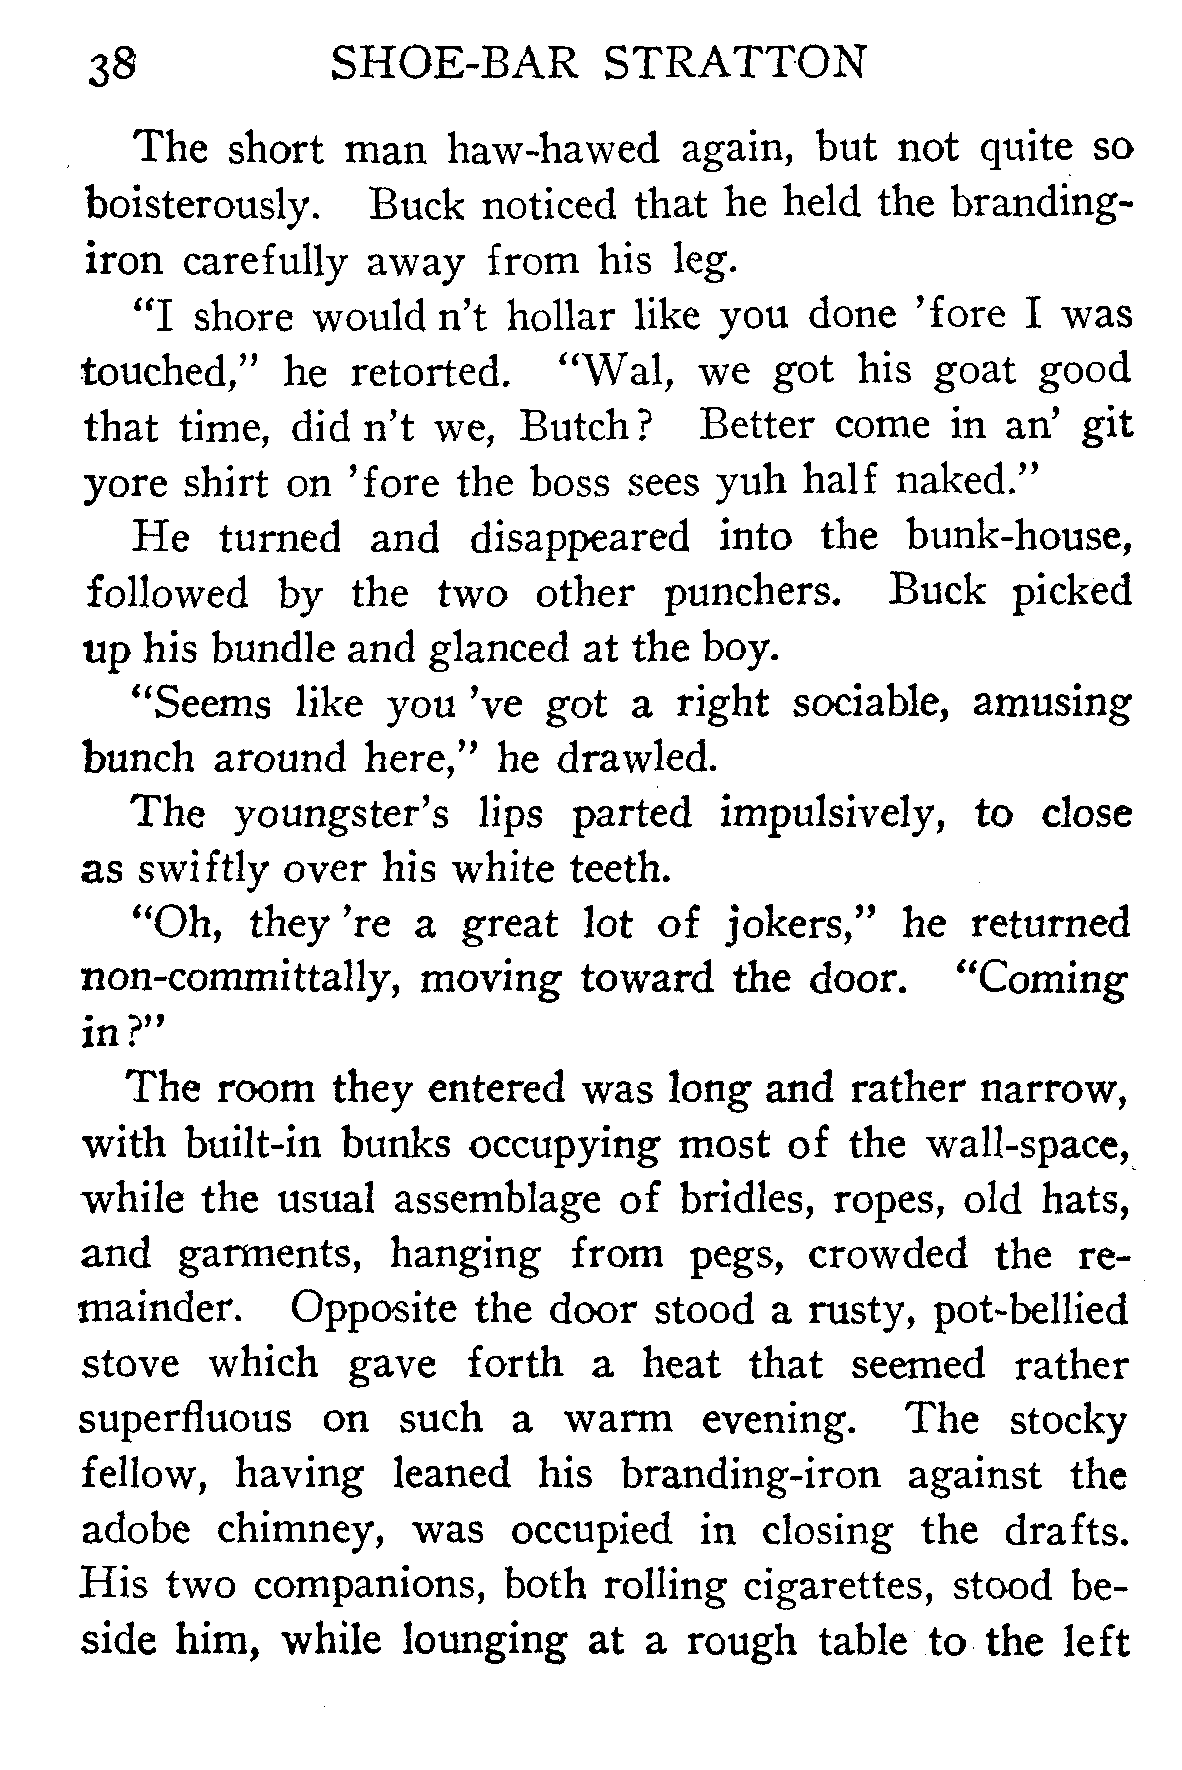 38 SHOE-BAR STRATTON
The short man haw-hawed again, but not quite so
boisterously. Buck noticed that he held the branding-
iron carefully away from his leg.
“I shore would n’t hollar like you done ’fore I was
touched,” he retorted. “Wal, we got his goat good
that time, did n’t we, Butch? Better come in an’ git
yore shirt on ’fore the boss sees yuh half naked.”
He turned and disappeared into the bunk-house,
followed by the two other punchers. Buck picked
up his bundle and glanced at the boy.
“Seems like you ’ve got a right sociable, amusing
bunch around here,” he drawled.
The youngster’s lips parted impulsively, to close
as swiftly over his white teeth.
“Oh, they ’re a great lot of jokers,” he returned
non-committally, moving toward the door. “Coming
in?”
The room they entered was long and rather narrow,
with built-in bunks occupying most of the wall-space,
while the usual assemblage of bridles, ropes, old hats,
and garments, hanging from pegs, crowded the re-
mainder. Opposite the door stood a rusty, pot-bellied
stove which gave forth a heat that seemed rather
superfluous on such a warm evening. The stocky
fellow, having leaned his branding-iron against the
adobe chimney, was occupied in closing the drafts.
His two companions, both rolling cigarettes, stood be-
side him, while lounging at a rough table to the left